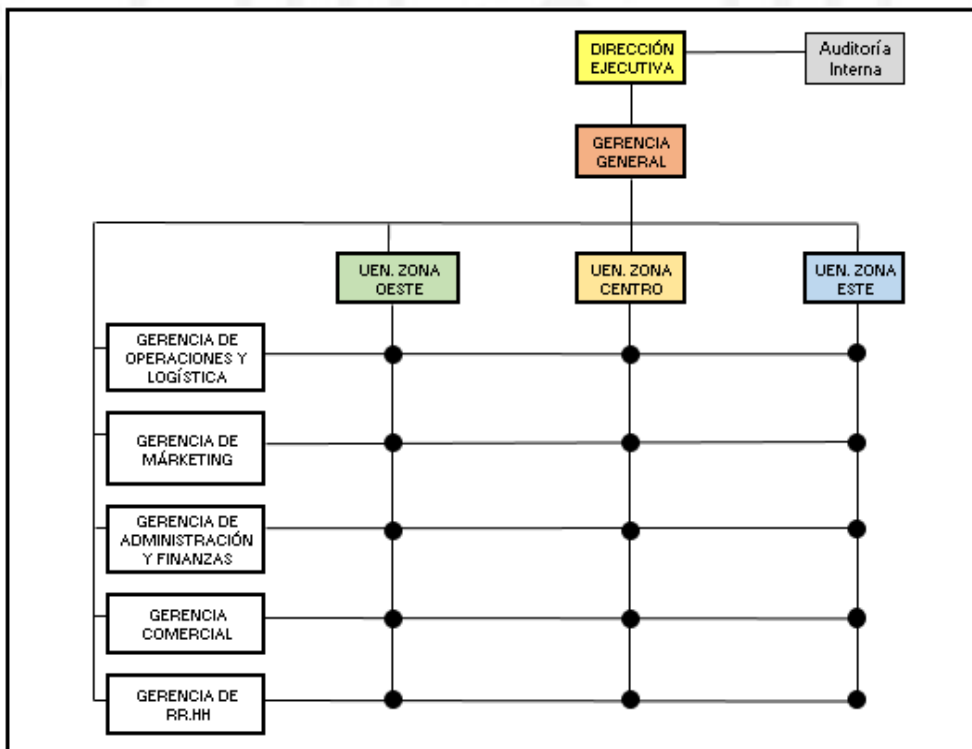 DIRECCIÓN
EJECUTIVA
Auditoría
Interna
GERENCIA
GENERAL
UEN. ZONA
OESTE
UEN. ZONA
CENTRO
UEN. ZONA
ESTE
GERENCIA DE
OPERACIONES Y
LOGÍSTICA
GERENCIA DE
MÁRKETING
GERENCIA DE
ADMINISTRACIÓN
Y FINANZAS
GERENCIA
COMERCIAL
GERENCIA DE
RR.HH